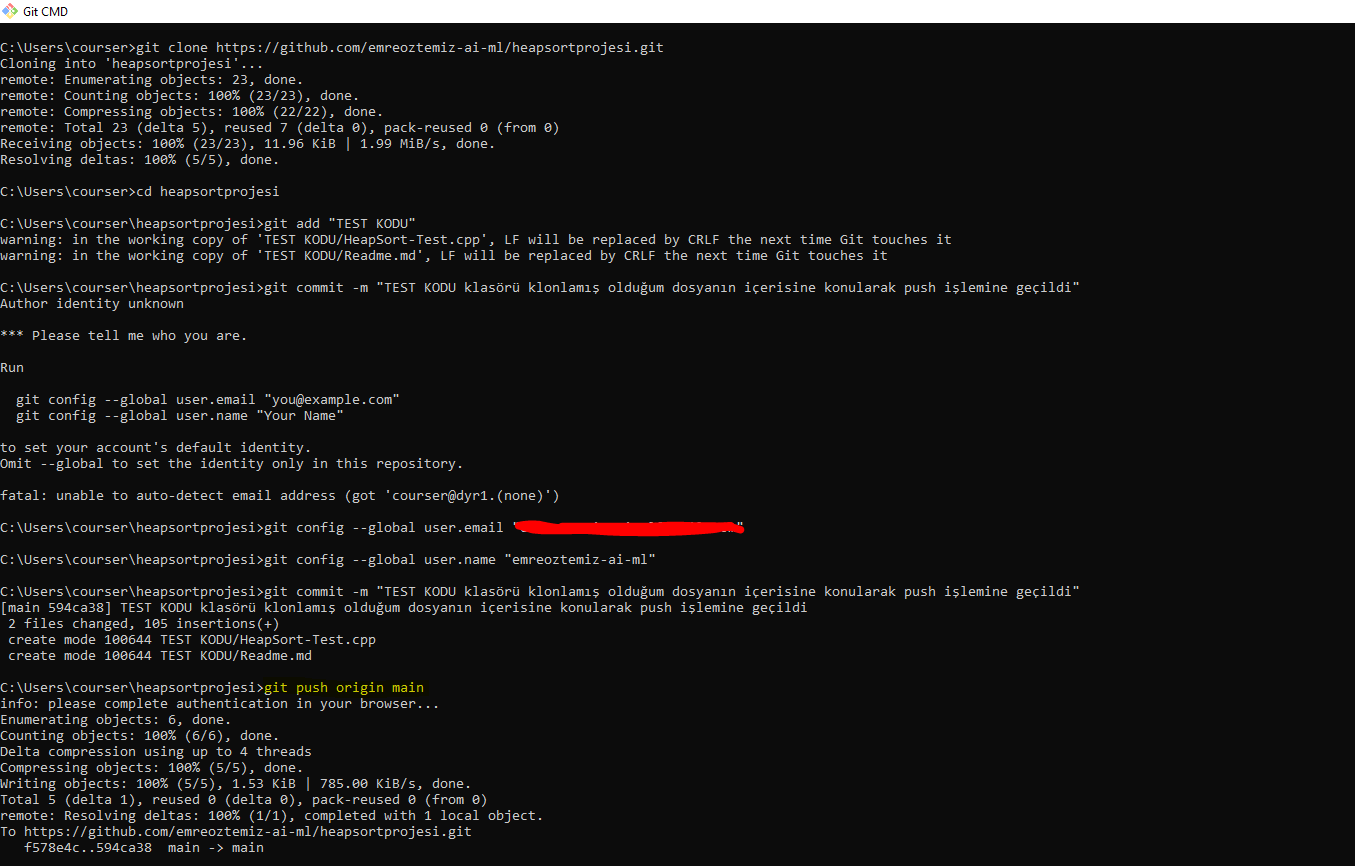 Git CMD
C:\Users\courser>git clone https://github.com/emreoztemiz-ai-ml/heapsortprojesi.git
Cloning into 'heapsortprojesi'...
remote: Enumerating objects: 23, done.
remote: Counting objects: 100% (23/23), done.
remote: Compressing objects: 100% (22/22), done.
remote: Total 23 (delta 5), reused 7 (delta 0), pack-reused 0 (from 0)
Receiving objects: 100% (23/23), 11.96 KiB | 1.99 MiB/s, done.
Resolving deltas: 100% (5/5), done.
C:\Users\courser>cd heapsortprojesi
C:\Users\courser\heapsortprojesi>git add "TEST KODU"
warning: in the working copy of 'TEST KODU/HeapSort-Test.cpp', LF will be replaced by CRLF the next time Git touches it
warning: in the working copy of 'TEST KODU/Readme.md', LF will be replaced by CRLF the next time Git touches it
C:\Users\courser\heapsortprojesi>git commit -m "TEST KODU klasörü klonlamış olduğum dosyanın içerisine konularak push işlemine geçildi"
Author identity unknown
*** Please tell me who you are.
Run
git config --global user.email "you@example.com"
git config --global user.name "Your Name"
to set your account's default identity.
Omit --global to set the identity only in this repository.
fatal: unable to auto-detect email address (got 'courser@dyr1.(none)')
C:\Users\courser\heapsortprojesi>git config --global user.email
C:\Users\courser\heapsortprojesi>git config --global user.name "emreoztemiz-ai-ml"
C:\Users\courser\heapsortprojesi>git commit -m "TEST KODU klasörü klonlamış olduğum dosyanın içerisine konularak push işlemine geçildi"
[main 594ca38] TEST KODU klasörü klonlamış olduğum dosyanın içerisine konularak push işlemine geçildi
2 files changed, 105 insertions(+)
create mode 100644 TEST KODU/HeapSort-Test.cpp
create mode 100644 TEST KODU/Readme.md
C:\Users\courser\heapsortprojesi>git push origin main
info: please complete authentication in your browser...
Enumerating objects: 6, done.
Counting objects: 100% (6/6), done.
Delta compression using up to 4 threads
Compressing objects: 100% (5/5), done.
Writing objects: 100% (5/5), 1.53 KiB | 785.00 KiB/s, done.
Total 5 (delta 1), reused 0 (delta 0), pack-reused 0 (from 0)
remote: Resolving deltas: 100% (1/1), completed with 1 local object.
To https://github.com/emreoztemiz-ai-ml/heapsortprojesi.git
f578e4c..594ca38  main -> main